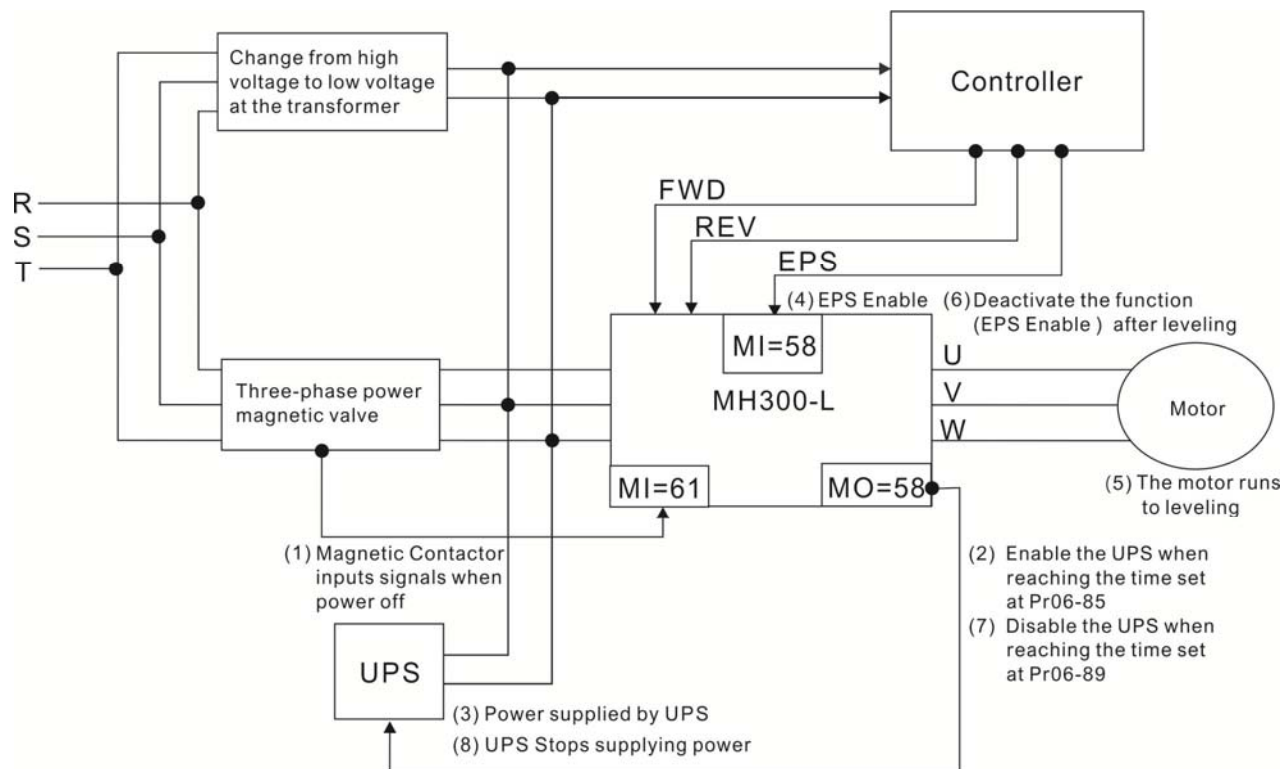 Change from high
voltage to low voltage
at the transformer
Controller
R
S
T
FWD
REV
EPS
(4) EPS Enable
(6) Deactivate the function
(EPS Enable ) after leveling
MI=58
MH300-L
U
V
W
Motor
Three-phase power
magnetic valve
MI=61
MO=58
(5) The motor runs
to leveling
(1) Magnetic Contactor
inputs signals when
power off
(2) Enable the UPS when
reaching the time set
at Pr06-85
(7) Disable the UPS when
reaching the time set
at Pr06-89
UPS
(3) Power supplied by UPS
(8) UPS Stops supplying power